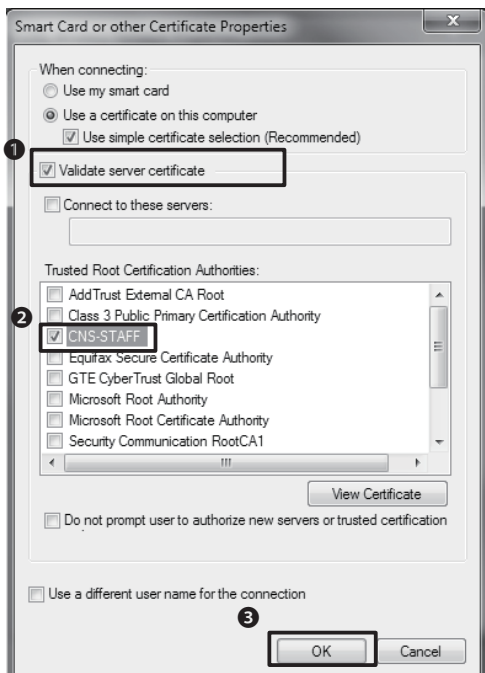 Smart Card or other Certificate Properties
x
When connecting:
Use my smart card
Use a certificate on this computer
Use simple certificate selection (Recommended)
❶
Validate server certificate
Connect to these servers:
Trusted Root Certification Authorities:
AddTrust External CA Root
❷ Class 3 Public Primary Certification Authority
CNS-STAFF
Equifax Secure Certificate Authority
GTE CyberTrust Global Root
Microsoft Root Authority
Microsoft Root Certificate Authority
Security Communication RootCA1
View Certificate
Do not prompt user to authorize new servers or trusted certification
Use a different user name for the connection
❸
OK Cancel